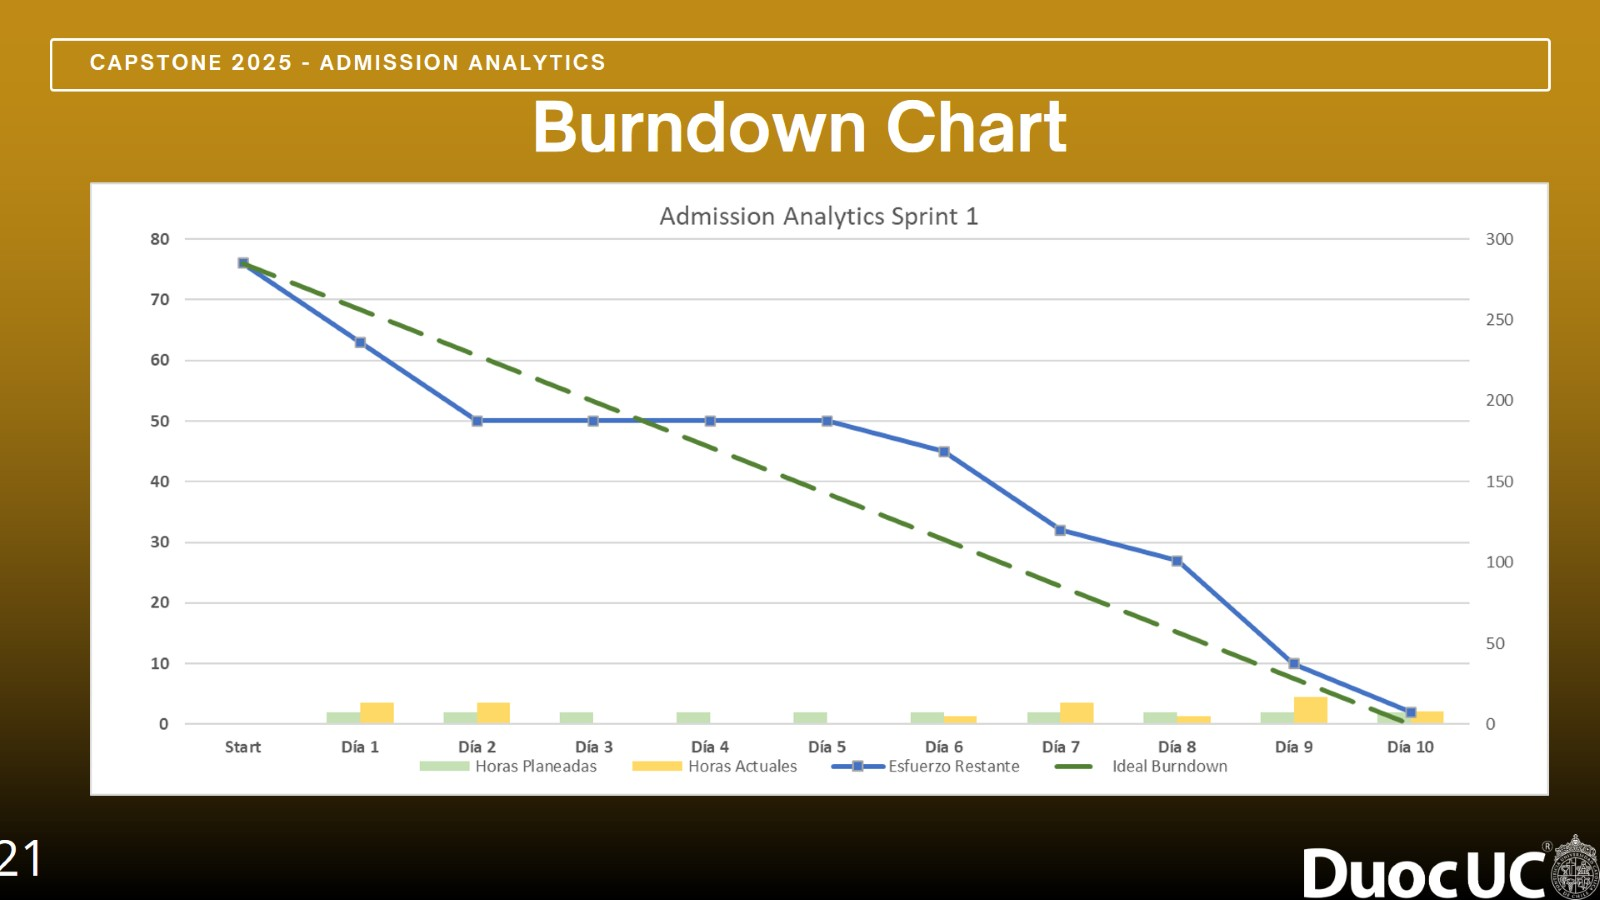 CAPSTONE 2025 - ADMISSION ANALYTICS
Burndown Chart
Admission Analytics Sprint 1
80
70
60
50
40
30
20
10
0
300
250
200
150
100
50
0
Start Día 1 Día 2 Día 3 Día 4 Día 5 Día 6 Día 7 Día 8 Día 9 Día 10
Horas Planeadas Horas Actuales Esfuerzo Restante Ideal Burndown
21
DuocUC®